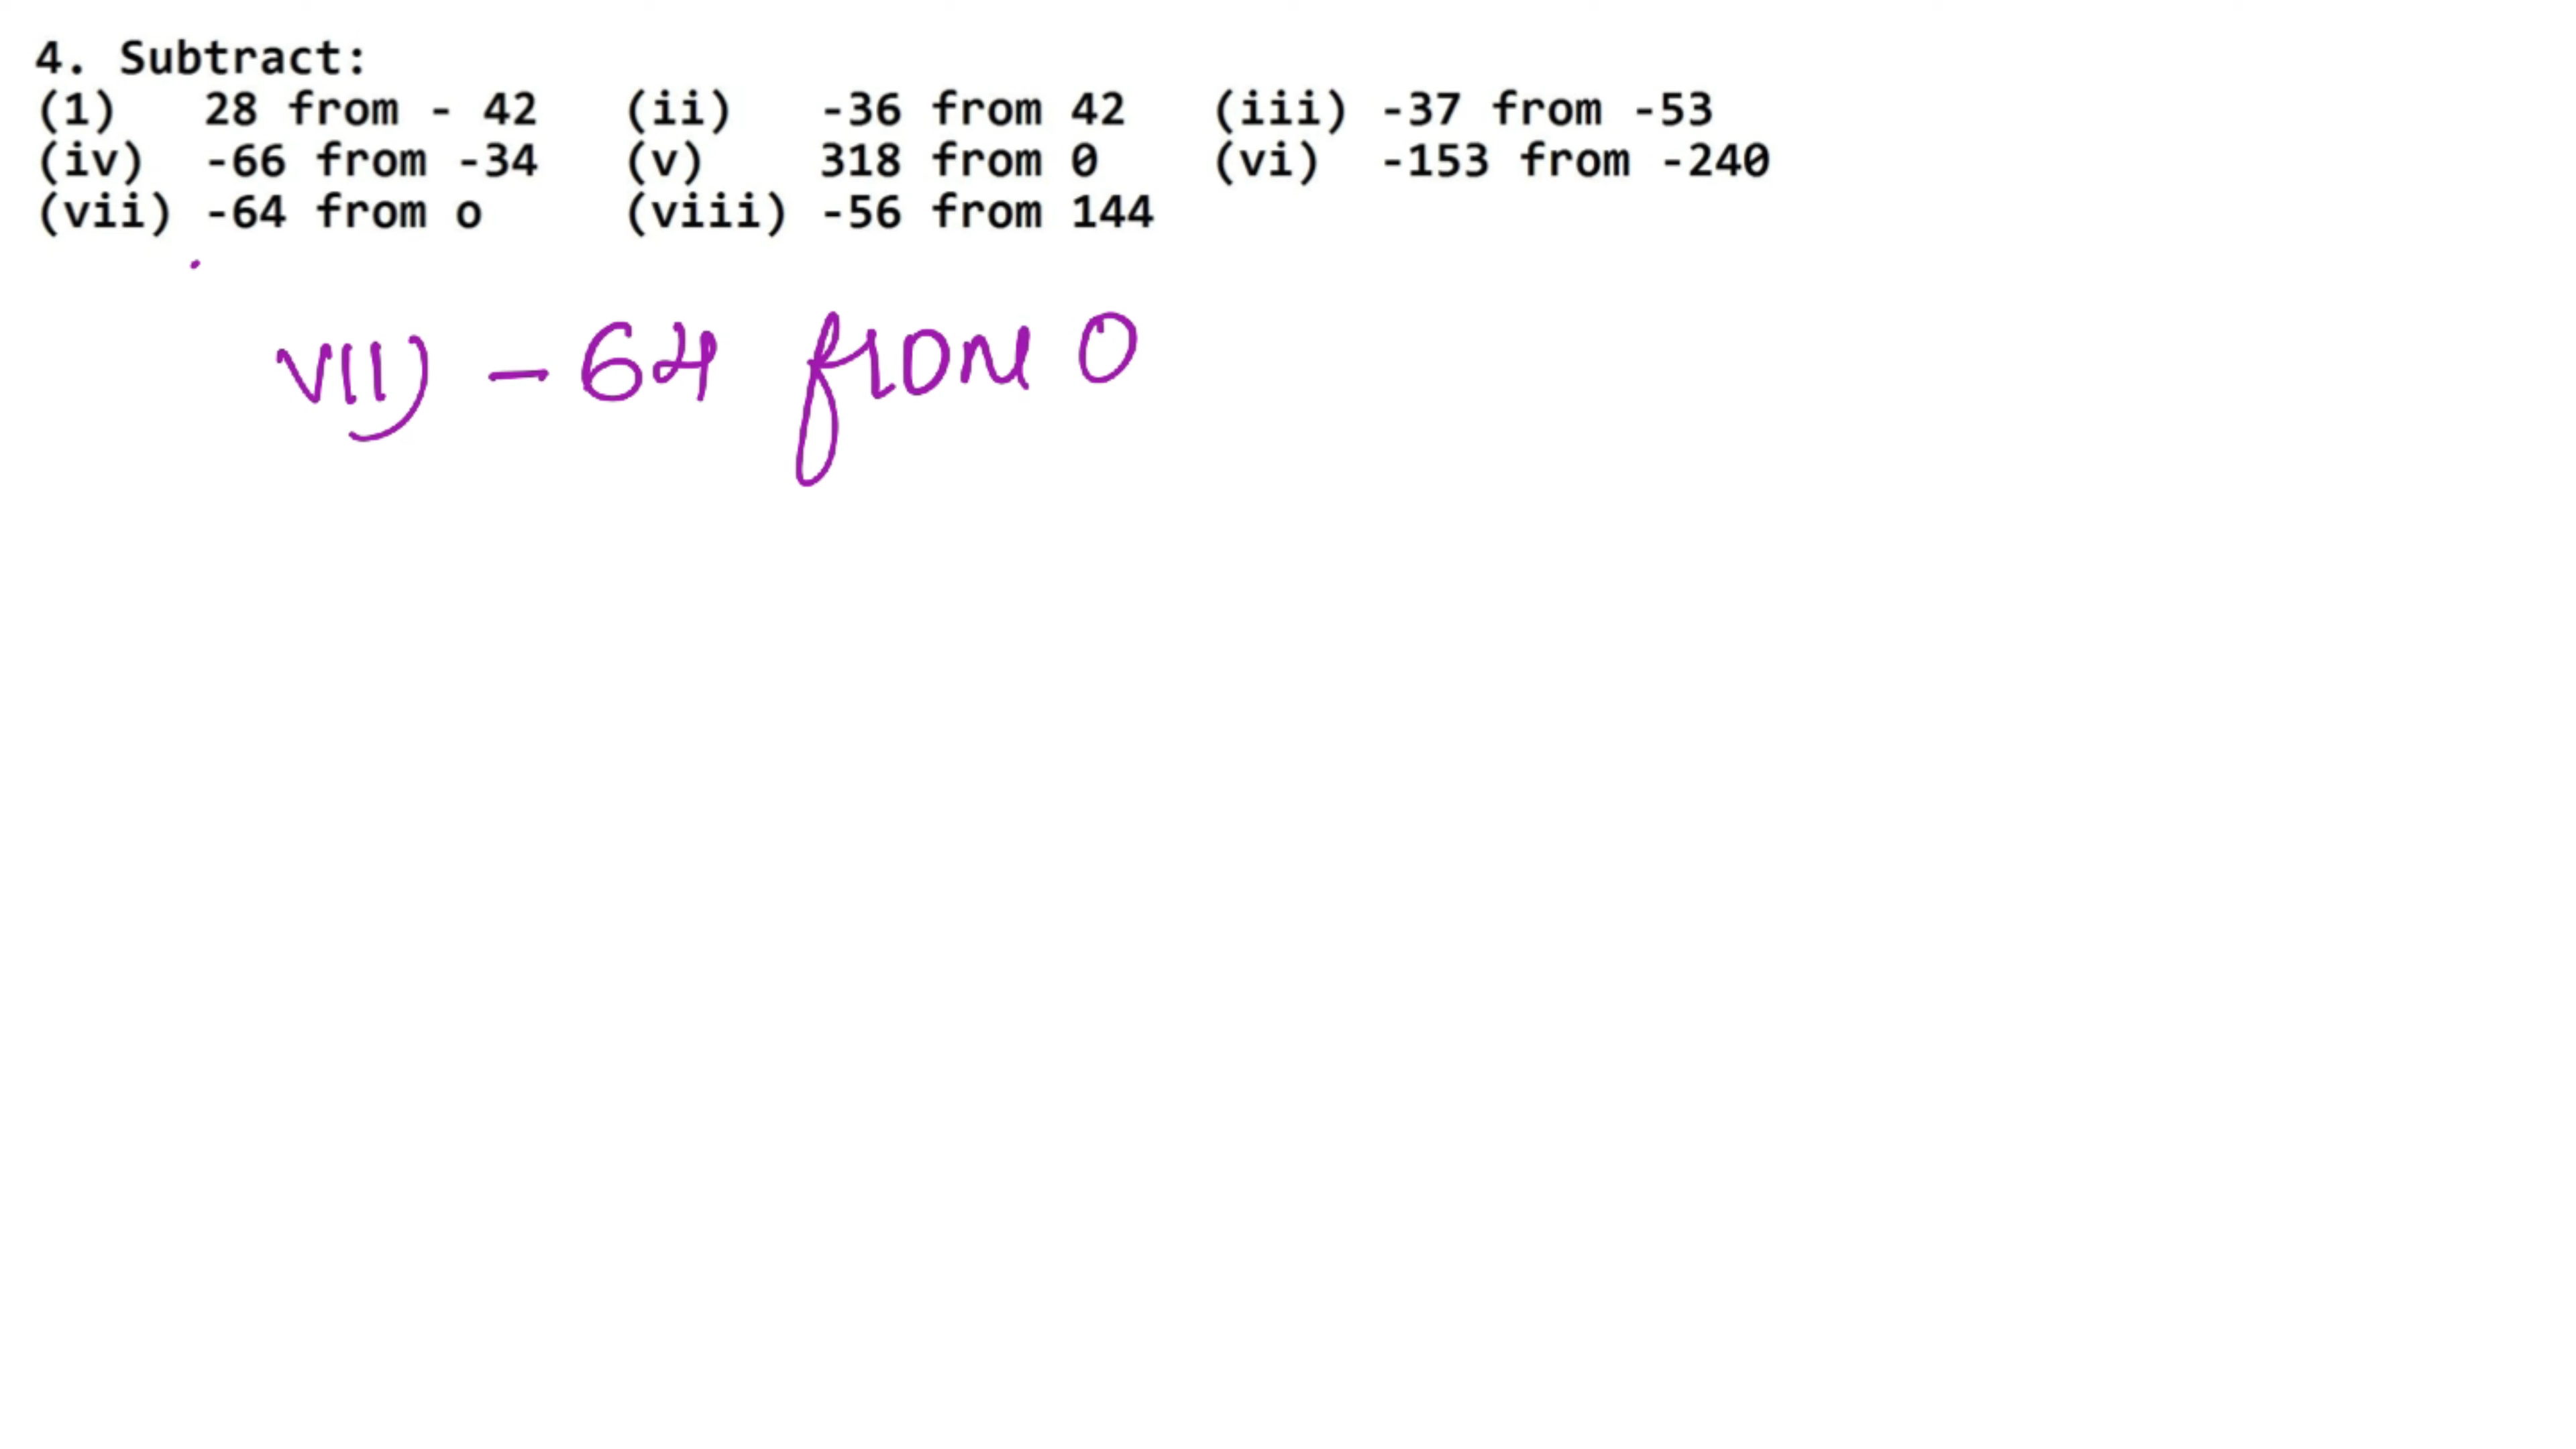 4. Subtract:
(1) 28 from - 42 (ii) -36 from 42 (iii) -37 from -53
(iv) -66 from -34 (v) 318 from 0 (vi) -153 from -240
(vii) -64 from o (viii) -56 from 144
VII) - 64 from 0